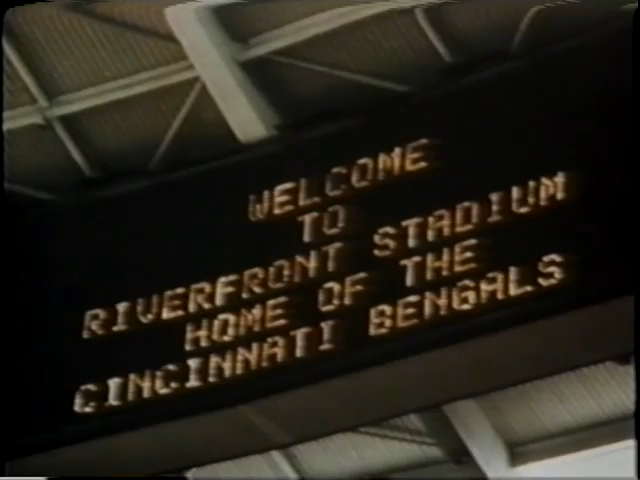 WELCOME
TO
RIVERFRONT STADIUM
HOME OF THE
CINCINNATI BENGALS